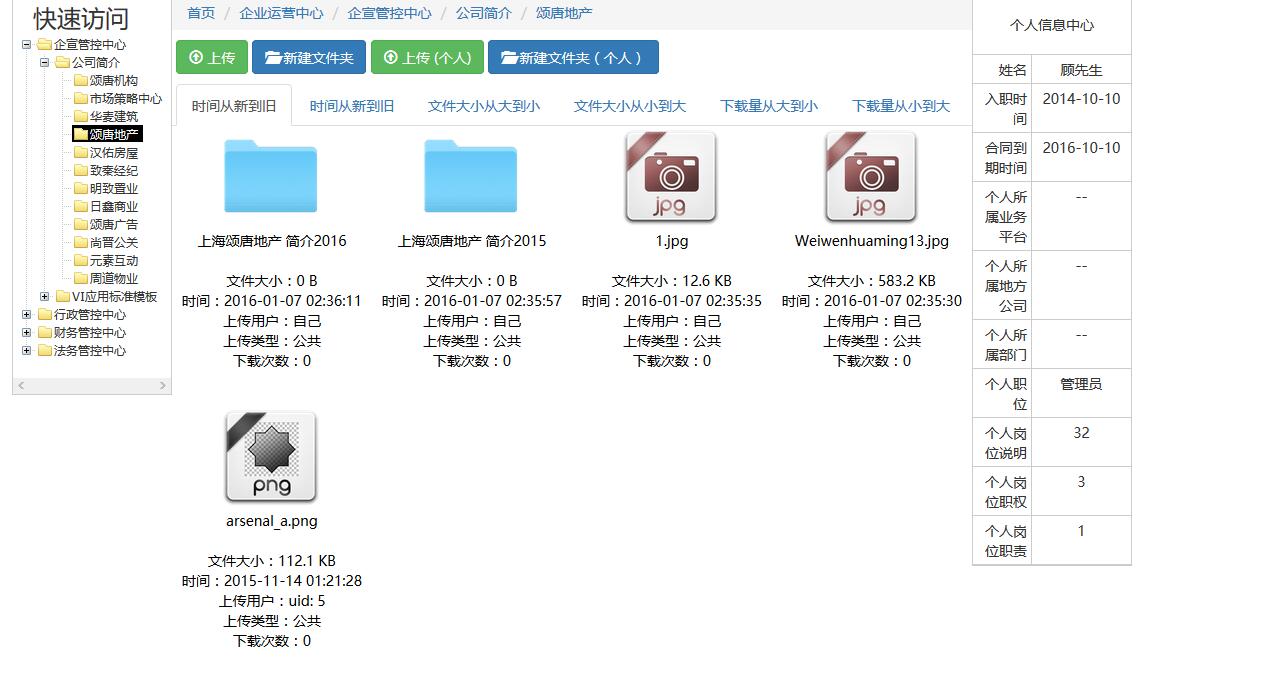 快速访问
企宣管控中心
公司简介
颂唐机构
市场策略中心
华麦建筑
颂唐地产
汉佑房屋
致秦经纪
明致置业
日鑫商业
颂唐广告
尚晋公关
元素互动
周道物业
VI应用标准模板
行政管控中心
财务管控中心
法务管控中心
首页 / 企业运营中心 / 企宣管控中心 / 公司简介 / 颂唐地产
上传 新建文件夹 上传 (个人) 新建文件夹 ( 个人 )
时间从新到旧 时间从新到旧 文件大小从大到小 文件大小从小到大 下载量从大到小 下载量从小到大
上海颂唐地产 简介2016
文件大小：0 B
时间：2016-01-07 02:36:11
上传用户：自己
上传类型：公共
下载次数：0
上海颂唐地产 简介2015
文件大小：0 B
时间：2016-01-07 02:35:57
上传用户：自己
上传类型：公共
下载次数：0
jpg
1.jpg
文件大小：12.6 KB
时间：2016-01-07 02:35:35
上传用户：自己
上传类型：公共
下载次数：0
jpg
Weiwenhuaming13.jpg
文件大小：583.2 KB
时间：2016-01-07 02:35:30
上传用户：自己
上传类型：公共
下载次数：0
png
arsenal_a.png
文件大小：112.1 KB
时间：2015-11-14 01:21:28
上传用户：uid: 5
上传类型：公共
下载次数：0
个人信息中心
姓名 顾先生
入职时 2014-10-10
间
合同到 2016-10-10
期时间
个人所 --
属业务
平台
个人所 --
属地方
公司
个人所 --
属部门
个人职 管理员
位
个人岗 32
位说明
个人岗 3
位职权
个人岗 1
位职责